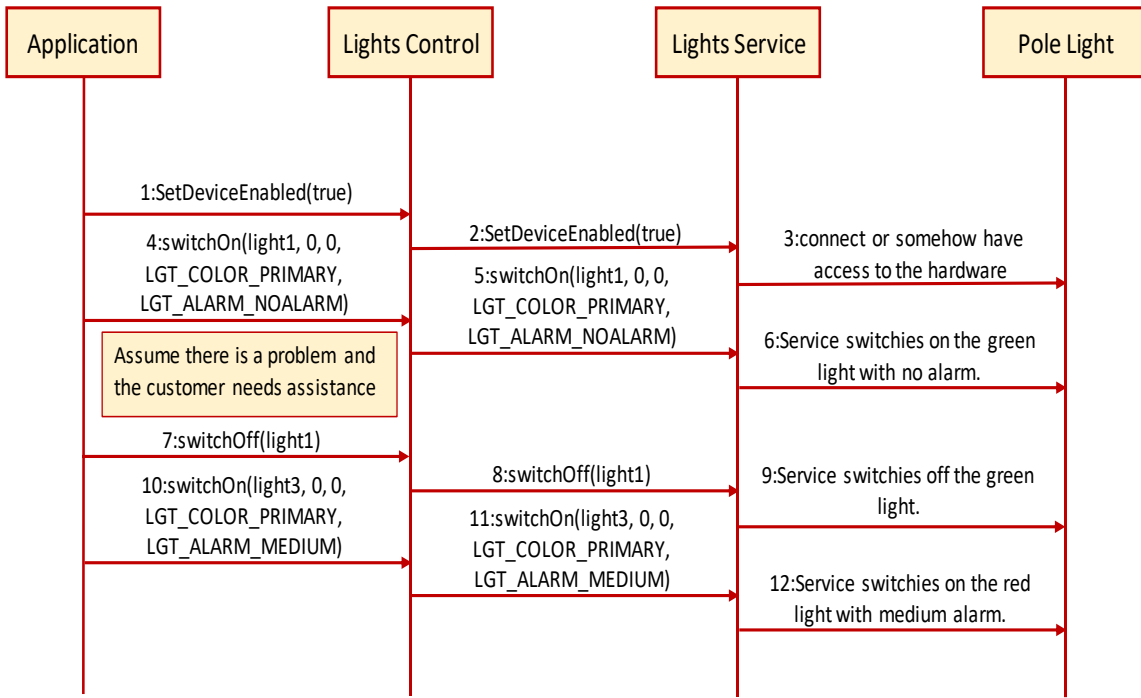 Application
Lights Control
Lights Service
Pole Light
1:SetDeviceEnabled(true)
2:SetDeviceEnabled(true)
3:connect or somehow have
access to the hardware
4:switchOn(light1, 0, 0,
LGT_COLOR_PRIMARY,
LGT_ALARM_NOALARM)
5:switchOn(light1, 0, 0,
LGT_COLOR_PRIMARY,
LGT_ALARM_NOALARM)
6:Service switchies on the green
light with no alarm.
Assume there is a problem and
the customer needs assistance
7:switchOff(light1)
8:switchOff(light1)
9:Service switchies off the green
light.
10:switchOn(light3, 0, 0,
LGT_COLOR_PRIMARY,
LGT_ALARM_MEDIUM)
11:switchOn(light3, 0, 0,
LGT_COLOR_PRIMARY,
LGT_ALARM_MEDIUM)
12:Service switchies on the red
light with medium alarm.